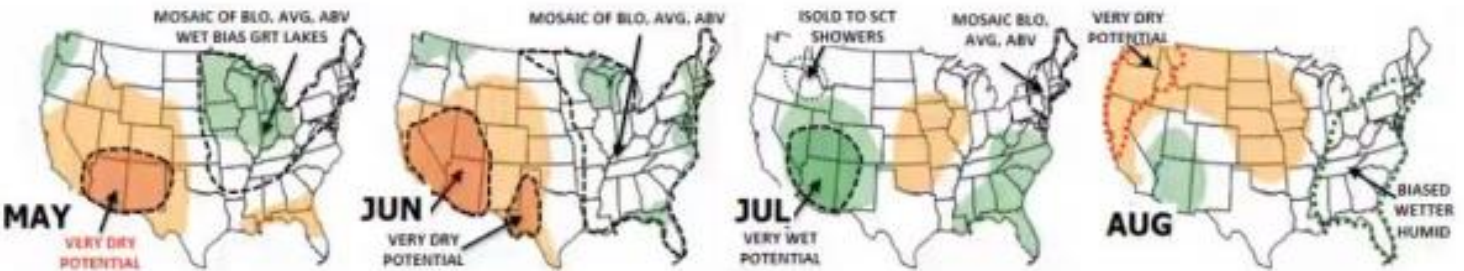 MOSAIC OF BLO, AVG, ABV
WET BIAS GRT LAKES
MAY
VERY DRY
POTENTIAL
MOSAIC OF BLO, AVG, ABV
JUN
VERY DRY
POTENTIAL
ISOLD TO SCT
SHOWERS
MOSAIC BLO,
AVG, ABV
JUL
VERY WET
POTENTIAL
VERY DRY
POTENTIAL
AUG
BIASED
WETTER
HUMID